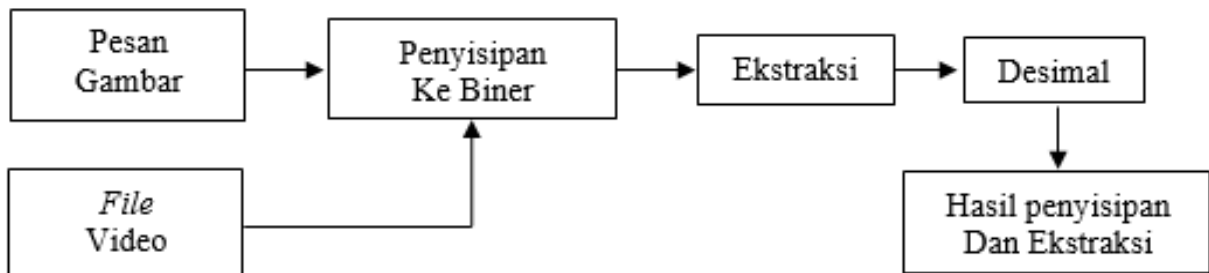 Pesan
Gambar
Penyisipan
Ke Biner
Ekstraksi
Desimal
File
Video
Hasil penyisipan
Dan Ekstraksi